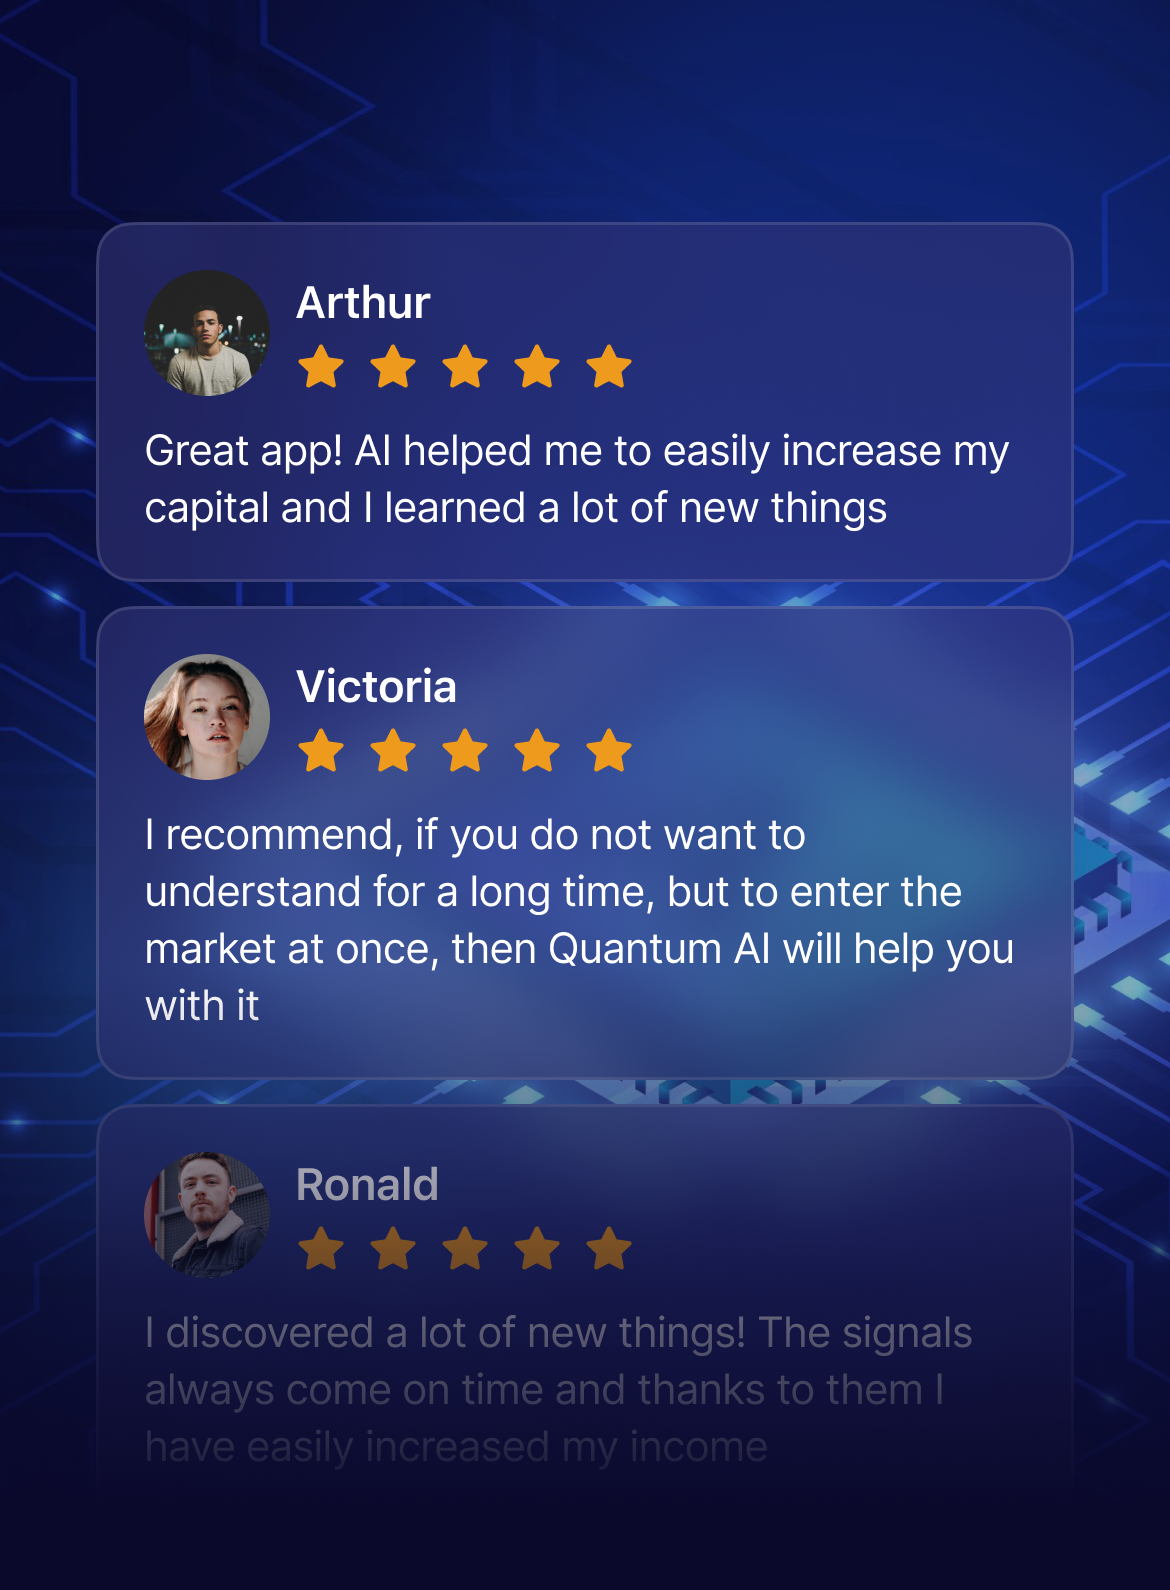 Arthur
Great app! AI helped me to easily increase my
capital and I learned a lot of new things
Victoria
I recommend, if you do not want to
understand for a long time, but to enter the
market at once, then Quantum AI will help you
with it
Ronald
I discovered a lot of new things! The signals
always come on time and thanks to them I
have easily increased my income